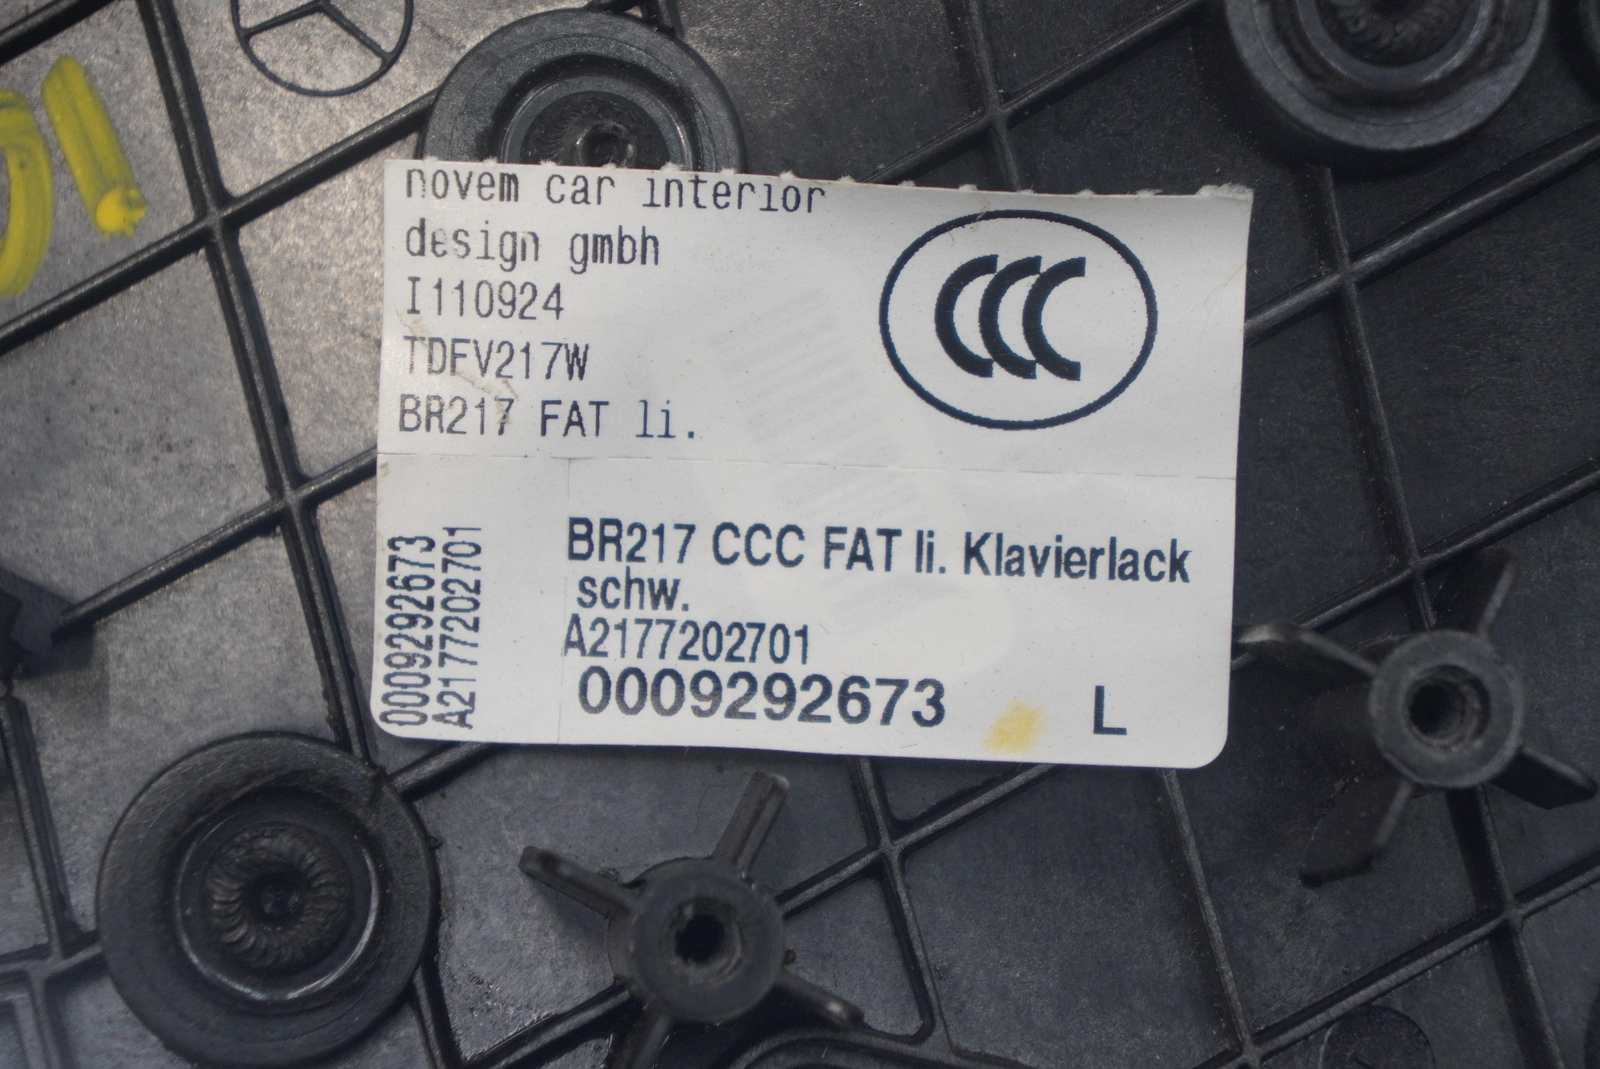 01
novem car interior
design gmbh
I110924
TDFV217W
BR217 FAT li.
CCC
BR217 CCC FAT li. Klavierlack
schw.
A2177202701
0009292673
L
0009292673
A2177202701